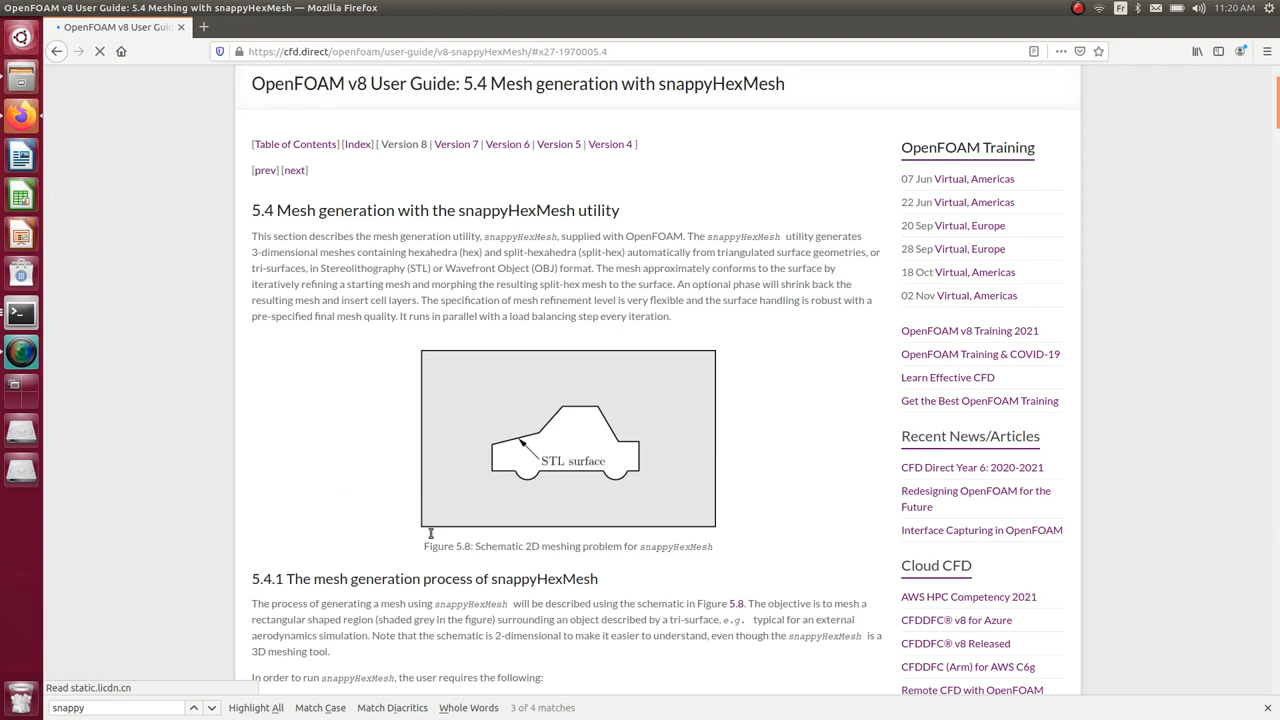 OpenFOAM v8 User Guide: 5.4 Meshing with snappyHexMesh — Mozilla Firefox
Fr
11:20 AM
OpenFOAM v8 User Guid
https://cfd.direct/openfoam/user-guide/v8-snappyHexMesh/#x27-1970005.4
OpenFOAM v8 User Guide: 5.4 Mesh generation with snappyHexMesh
[Table of Contents] [Index] [ Version 8 | Version 7 | Version 6 | Version 5 | Version 4 ]
[prev] [next]
5.4 Mesh generation with the snappyHexMesh utility
This section describes the mesh generation utility, snappyHexMesh, supplied with OpenFOAM. The snappyHexMesh utility generates
3-dimensional meshes containing hexahedra (hex) and split-hexahedra (split-hex) automatically from triangulated surface geometries, or
tri-surfaces, in Stereolithography (STL) or Wavefront Object (OBJ) format. The mesh approximately conforms to the surface by
iteratively refining a starting mesh and morphing the resulting split-hex mesh to the surface. An optional phase will shrink back the
resulting mesh and insert cell layers. The specification of mesh refinement level is very flexible and the surface handling is robust with a
pre-specified final mesh quality. It runs in parallel with a load balancing step every iteration.
STL surface
Figure 5.8: Schematic 2D meshing problem for snappyHexMesh
5.4.1 The mesh generation process of snappyHexMesh
The process of generating a mesh using snappyHexMesh will be described using the schematic in Figure 5.8. The objective is to mesh a
rectangular shaped region (shaded grey in the figure) surrounding an object described by a tri-surface, e.g. typical for an external
aerodynamics simulation. Note that the schematic is 2-dimensional to make it easier to understand, even though the snappyHexMesh is a
3D meshing tool.
In order to run snappyHexMesh, the user requires the following:
OpenFOAM Training
07 Jun Virtual, Americas
22 Jun Virtual, Americas
20 Sep Virtual, Europe
28 Sep Virtual, Europe
18 Oct Virtual, Americas
02 Nov Virtual, Americas
OpenFOAM v8 Training 2021
OpenFOAM Training & COVID-19
Learn Effective CFD
Get the Best OpenFOAM Training
Recent News/Articles
CFD Direct Year 6: 2020-2021
Redesigning OpenFOAM for the
Future
Interface Capturing in OpenFOAM
Cloud CFD
AWS HPC Competency 2021
CFDDFC® v8 for Azure
CFDDFC® v8 Released
CFDDFC (Arm) for AWS C6g
Remote CFD with OpenFOAM
Read static.licdn.cn
snappy
Highlight All
Match Case
Match Diacritics
Whole Words
3 of 4 matches